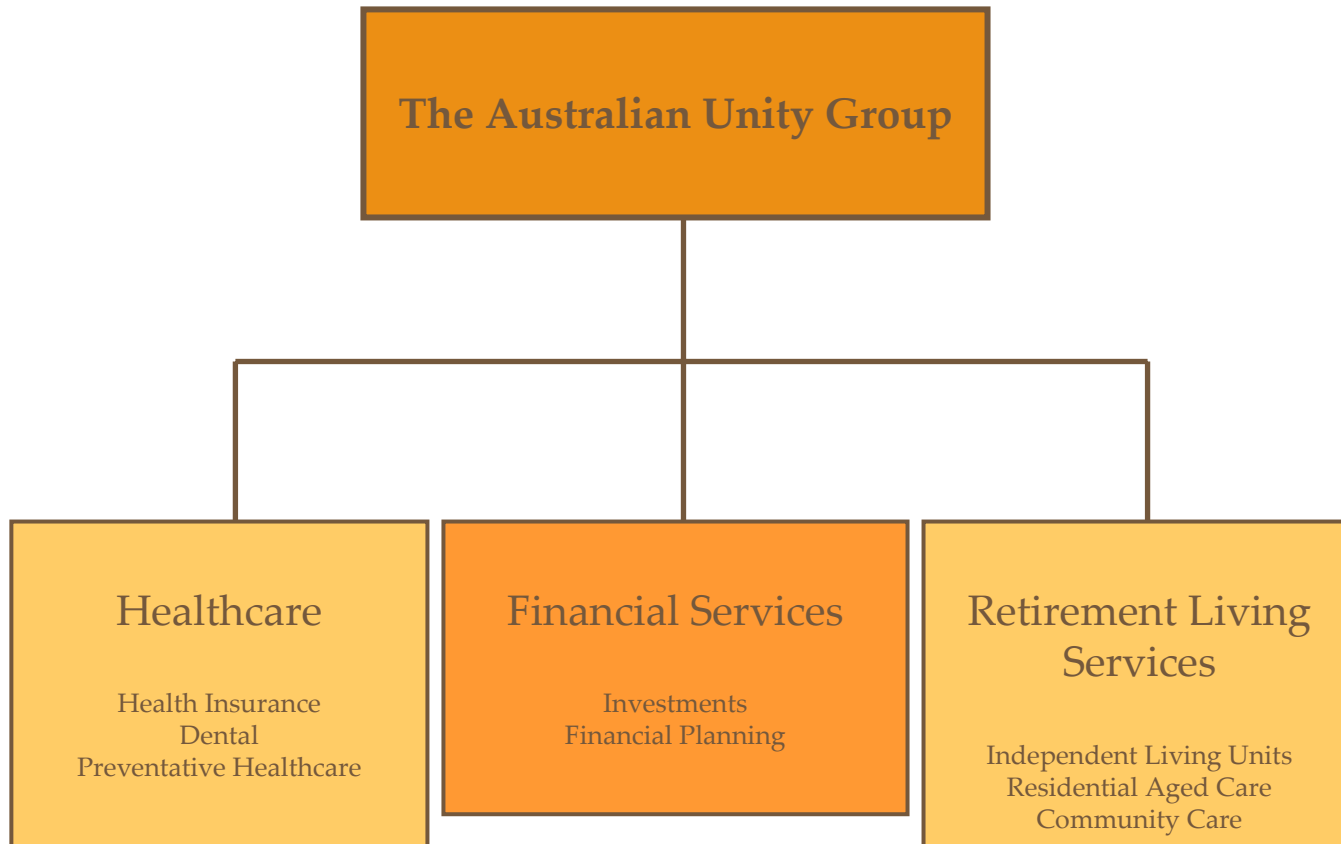 The Australian Unity Group
Healthcare
Health Insurance
Dental
Preventative Healthcare
Financial Services
Investments
Financial Planning
Retirement Living
Services
Independent Living Units
Residential Aged Care
Community Care